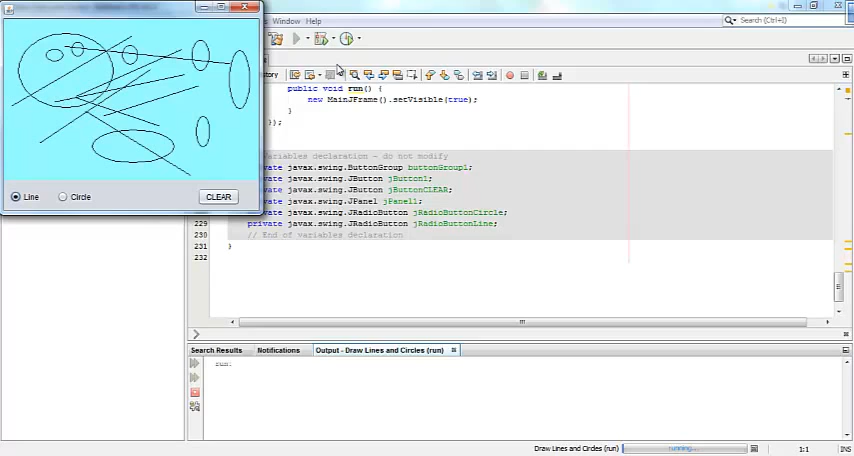 Window Help
Search (Ctrl+I)
public void run() {
new MainJFrame().setVisible(true);
}
});
Variables declaration - do not modify
private javax.swing.ButtonGroup buttonGroup1;
private javax.swing.JButton jButton1;
private javax.swing.JButton jButtonCLEAR;
private javax.swing.JPanel jPanel1;
private javax.swing.JRadioButton jRadioButtonCircle;
229 private javax.swing.JRadioButton jRadioButtonLine;
230 // End of variables declaration
231 }
232
Line Circle CLEAR
Search Results Notifications Output - Draw Lines and Circles (run)
run:
Draw Lines and Circles (run) running... 1:1 INS